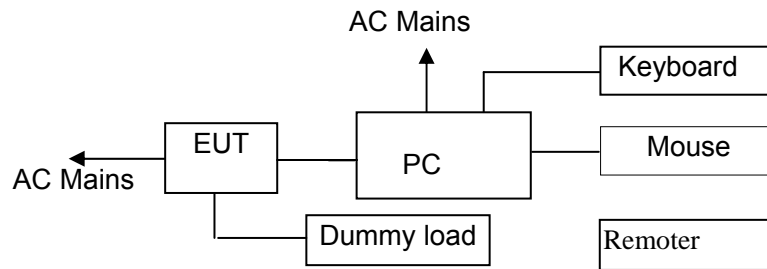 AC Mains
Keyboard
EUT
Mouse
PC
AC Mains
Dummy load
Remoter